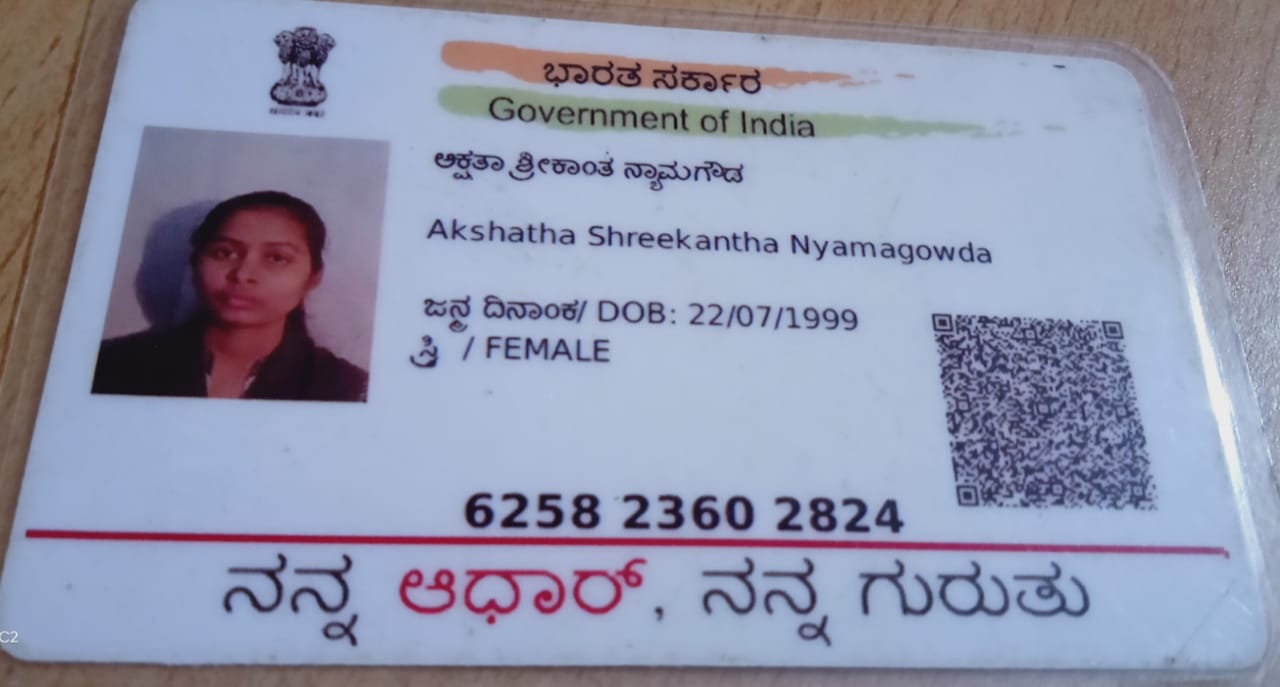 ಭಾರತ ಸರ್ಕಾರ
Government of India
ಅಕ್ಷತಾ ಶ್ರೀಕಾಂತ ನ್ಯಾಮಗೌಡ
Akshatha Shreekantha Nyamagowda
ಜನ್ಮ ದಿನಾಂಕ/ DOB: 22/07/1999
ಸ್ತ್ರೀ / FEMALE
6258 2360 2824
ನನ್ನ ಆಧಾರ್, ನನ್ನ ಗುರುತು
C2